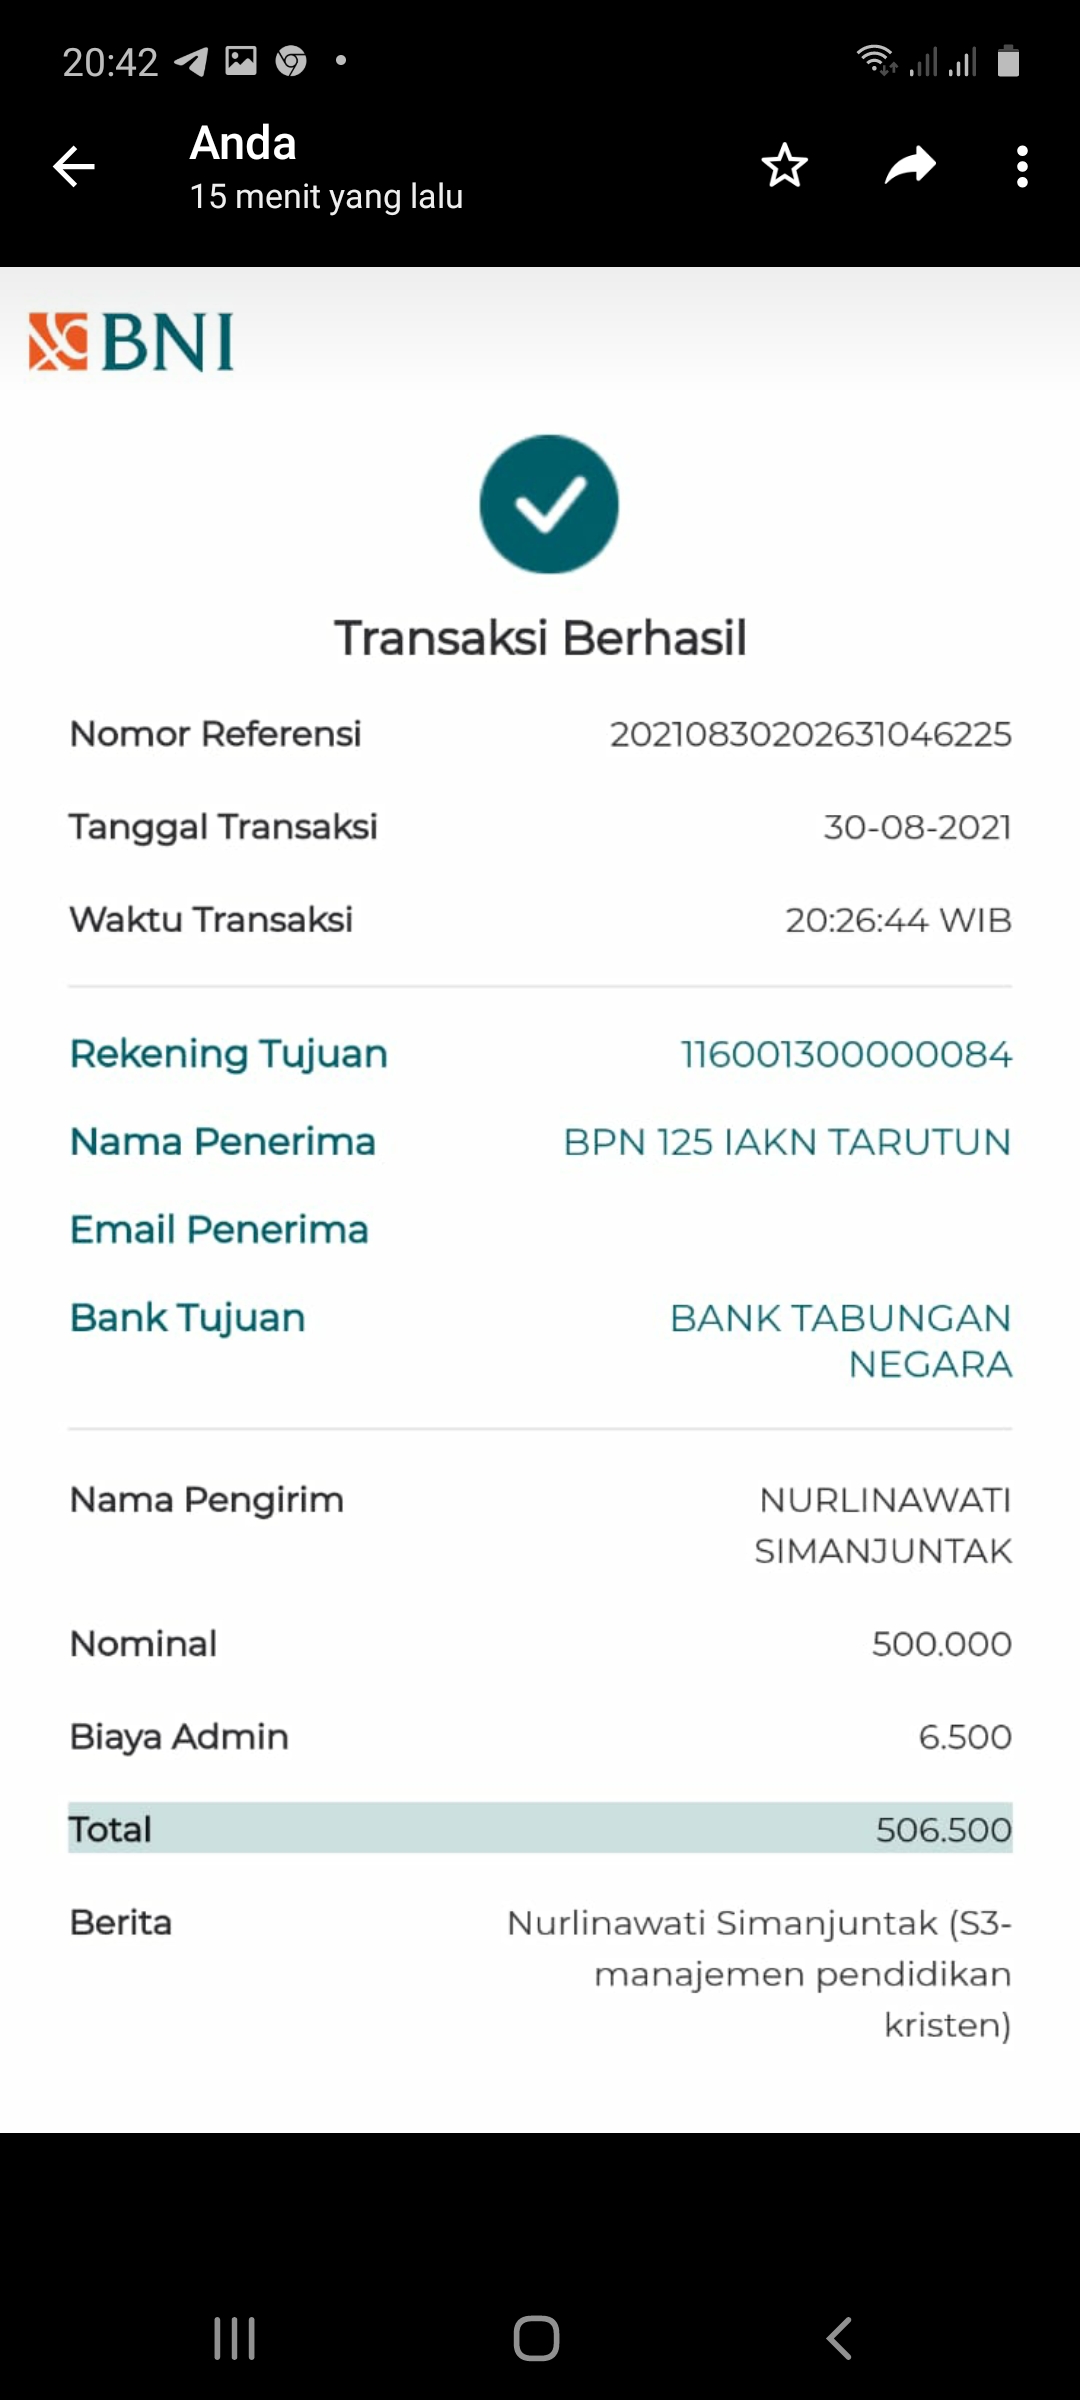 20:42
Anda
15 menit yang lalu
BNI
Transaksi Berhasil
Nomor Referensi 20210830202631046225
Tanggal Transaksi 30-08-2021
Waktu Transaksi 20:26:44 WIB
Rekening Tujuan 116001300000084
Nama Penerima BPN 125 IAKN TARUTUN
Email Penerima
Bank Tujuan BANK TABUNGAN
NEGARA
Nama Pengirim NURLINAWATI
SIMANJUNTAK
Nominal 500.000
Biaya Admin 6.500
Total 506.500
Berita Nurlinawati Simanjuntak (S3-
manajemen pendidikan
kristen)